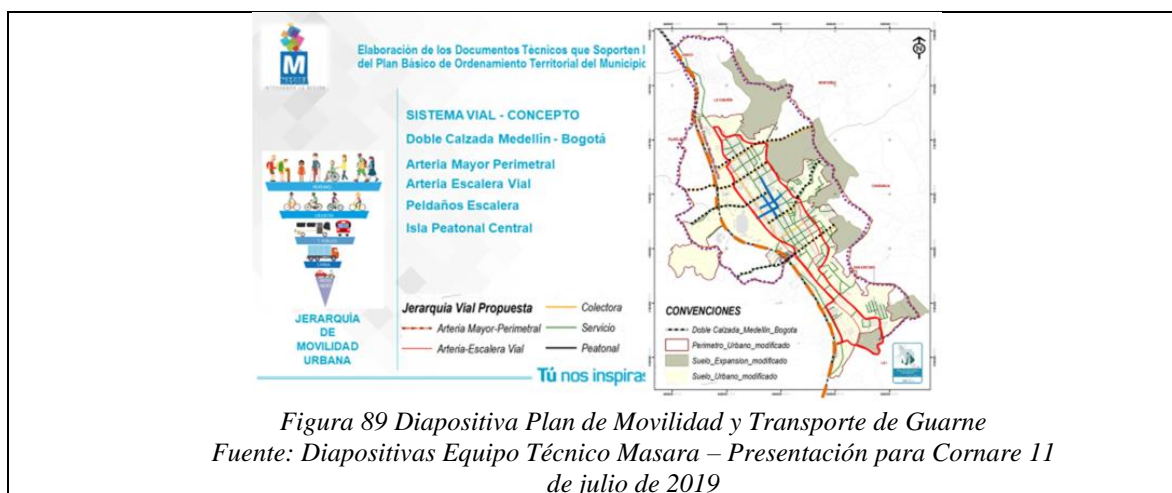 Elaboración de los Documentos Técnicos que Soporten
del Plan Básico de Ordenamiento Territorial del Municipio
M
SISTEMA VIAL - CONCEPTO
Doble Calzada Medellín - Bogotá
Arteria Mayor Perimetral
Arteria Escalera Vial
Peldaños Escalera
Isla Peatonal Central
JERARQUÍA
DE
MOVILIDAD
URBANA
Jerarquía Vial Propuesta
Arteria Mayor-Perimetral
Arteria-Escalera Vial
Colectora
Servicio
Peatonal
Tú nos inspiras
N
CONVENCIONES
Doble Calzada_Medellin_Bogota
Perimetro_Urbano_modificado
Suelo_Expansion_modificado
Suelo_Urbano_modificado
Figura 89 Diapositiva Plan de Movilidad y Transporte de Guarne
Fuente: Diapositivas Equipo Técnico Masara – Presentación para Cornare 11
de julio de 2019